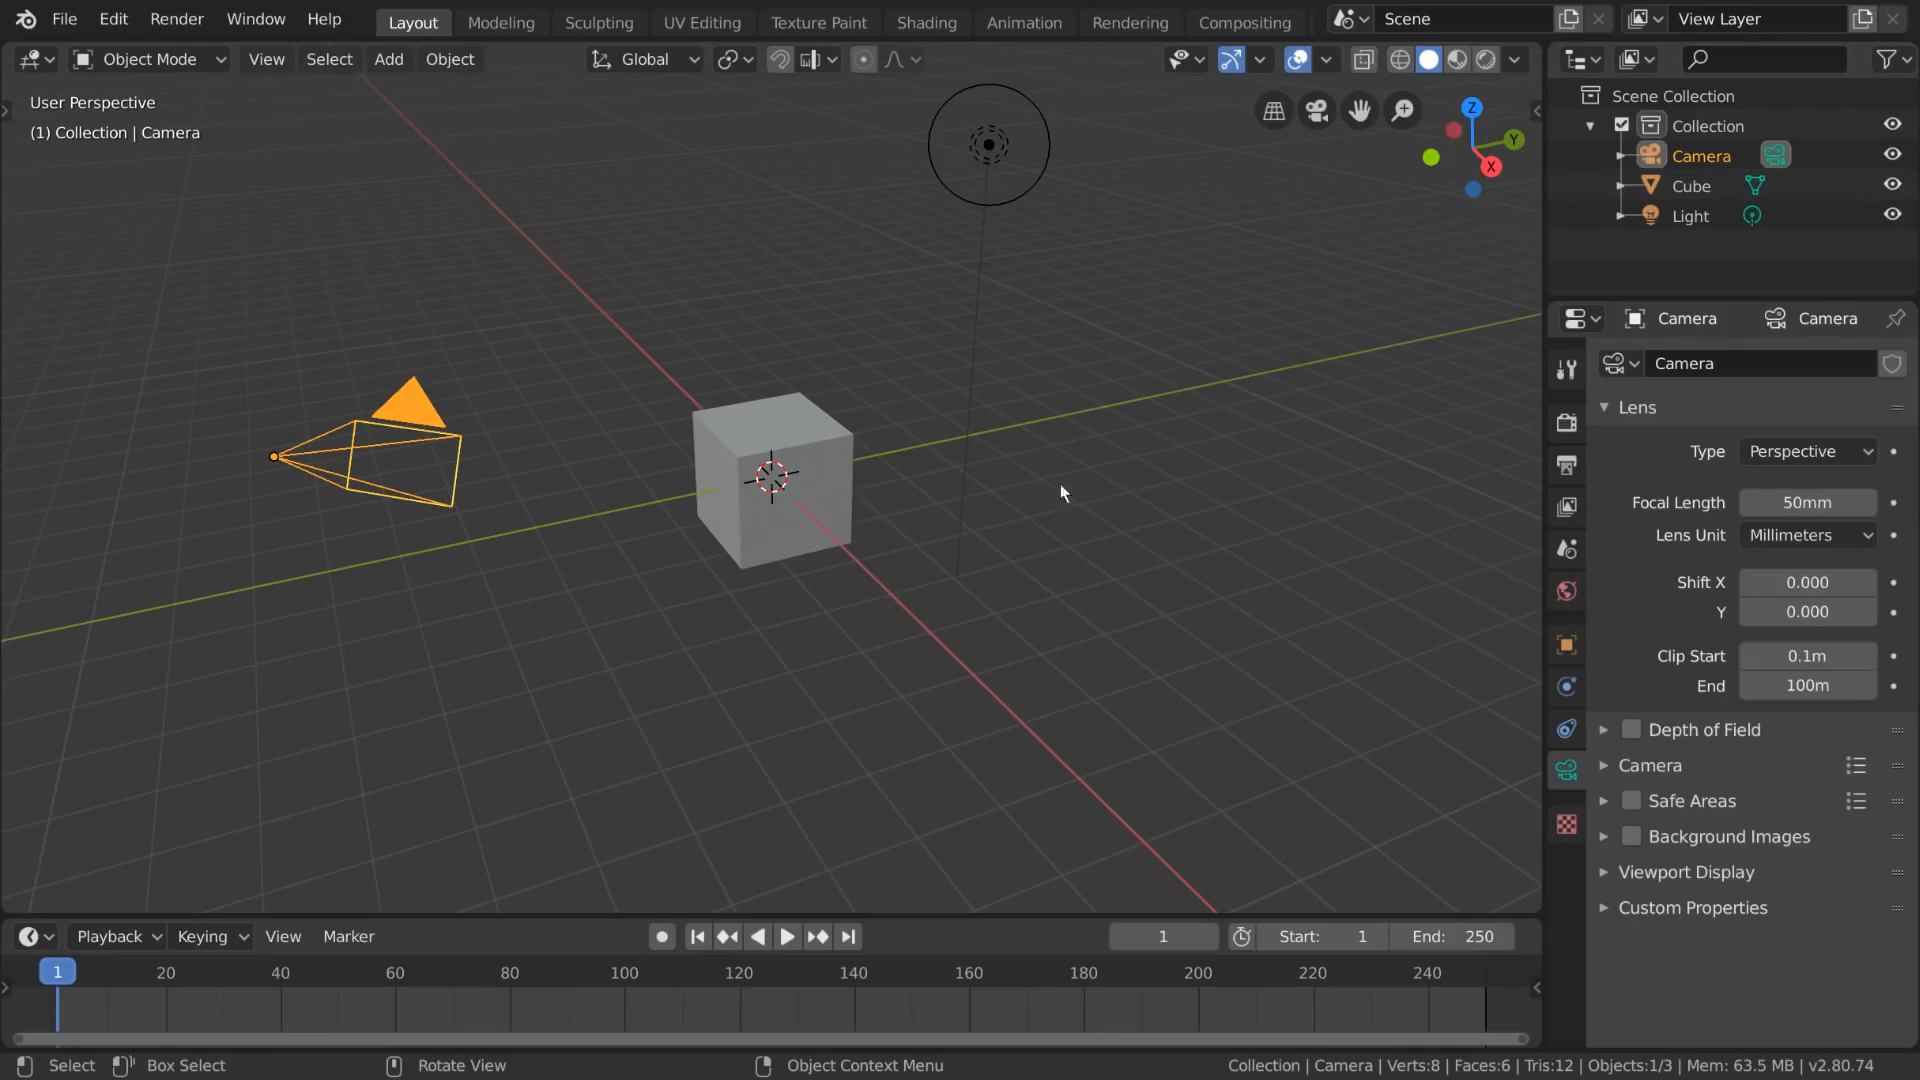 File Edit Render Window Help Layout Modeling Sculpting UV Editing Texture Paint Shading Animation Rendering Compositing Scene View Layer
Object Mode View Select Add Object Global
User Perspective
(1) Collection | Camera
Z
Y
X
Scene Collection
Collection
Camera
Cube
Light
Camera Camera
Camera
Lens
Type Perspective
Focal Length 50mm
Lens Unit Millimeters
Shift X 0.000
Y 0.000
Clip Start 0.1m
End 100m
Depth of Field
Camera
Safe Areas
Background Images
Viewport Display
Custom Properties
Playback Keying View Marker 1 Start: 1 End: 250
1 20 40 60 80 100 120 140 160 180 200 220 240
Select Box Select Rotate View Object Context Menu Collection | Camera | Verts:8 | Faces:6 | Tris:12 | Objects:1/3 | Mem: 63.5 MB | v2.80.74